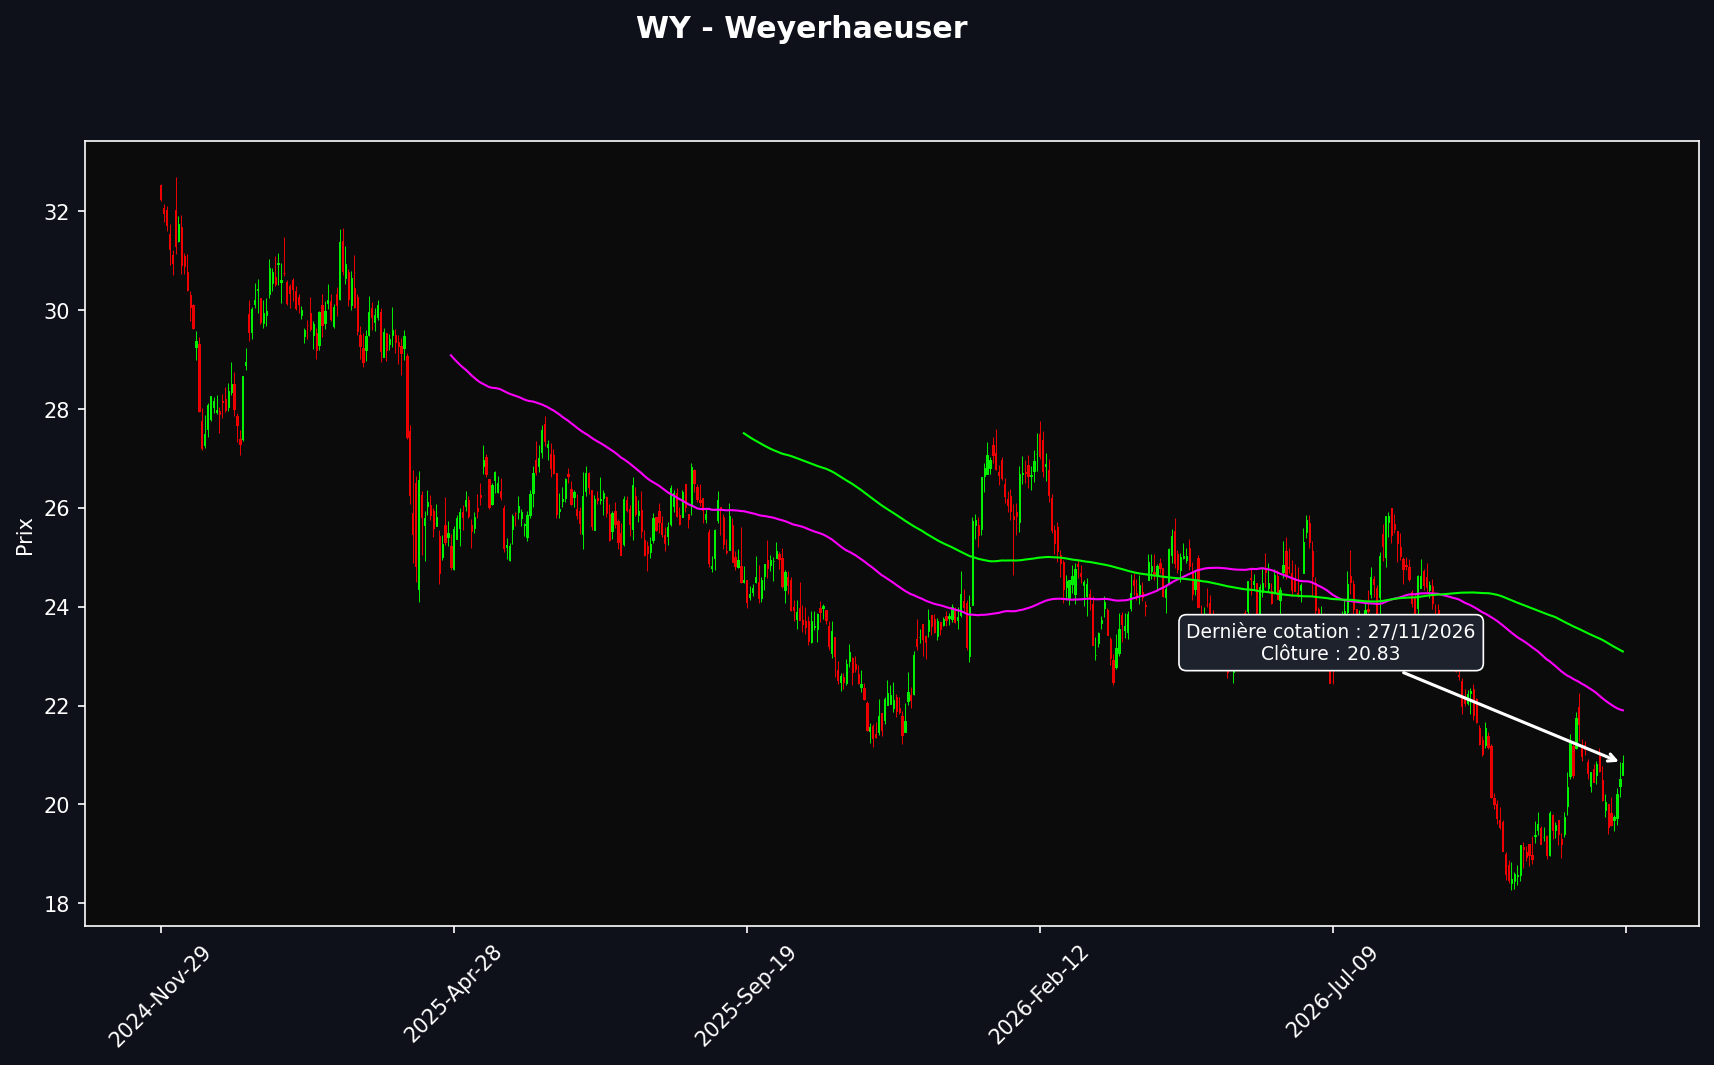 WY - Weyerhaeuser
Prix
32
30
28
26
24
22
20
18
Dernière cotation : 27/11/2026
Clôture : 20.83
2024-Nov-29
2025-Apr-28
2025-Sep-19
2026-Feb-12
2026-Jul-09